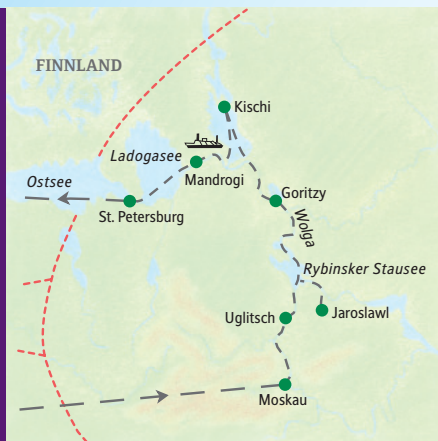 FINNLAND
Kischi
Ladogasee
Mandrogi
Ostsee
St. Petersburg
Goritzy
Wolga
Rybinsker Stausee
Uglitsch
Jaroslawl
Moskau